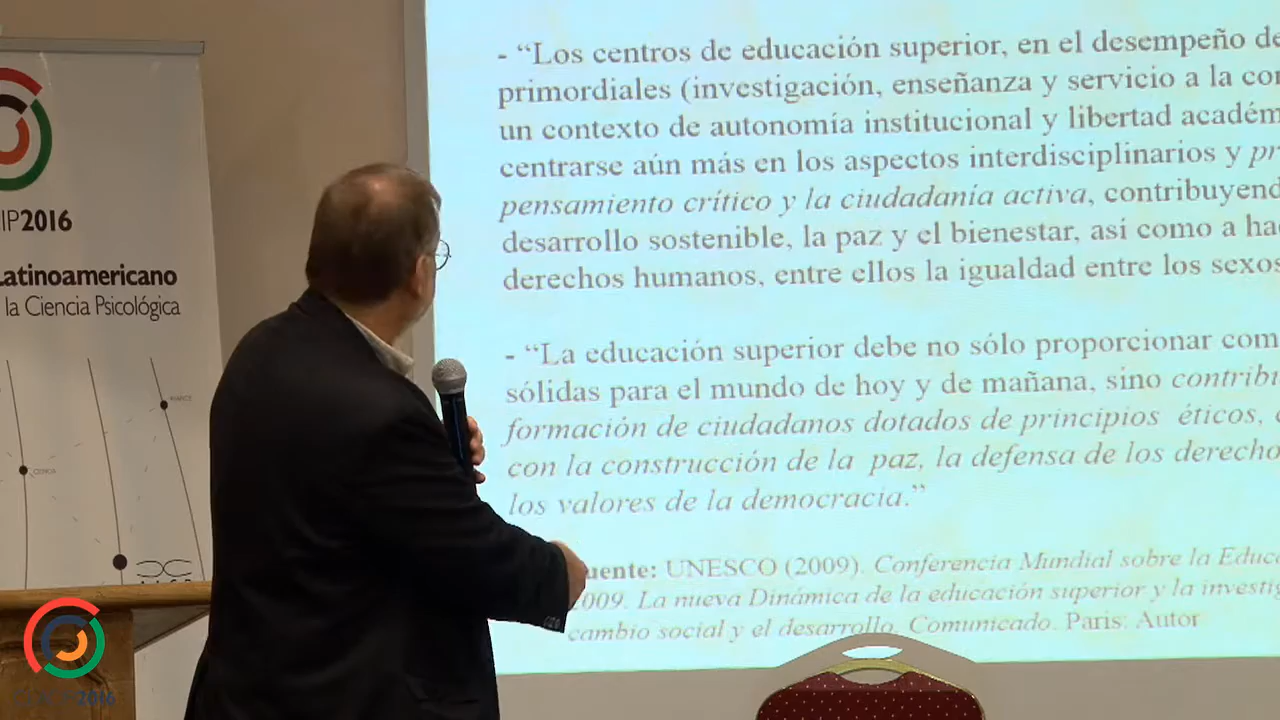 IP2016
Latinoamericano
la Ciencia Psicológica
AVANCE
CIENCIA
- “Los centros de educación superior, en el desempeño de
primordiales (investigación, enseñanza y servicio a la con
un contexto de autonomía institucional y libertad académ
centrarse aún más en los aspectos interdisciplinarios y pr
pensamiento crítico y la ciudadanía activa, contribuyend
desarrollo sostenible, la paz y el bienestar, así como a ha
derechos humanos, entre ellos la igualdad entre los sexos
- “La educación superior debe no sólo proporcionar com
sólidas para el mundo de hoy y de mañana, sino contribu
formación de ciudadanos dotados de principios éticos,
con la construcción de la paz, la defensa de los derecho
los valores de la democracia.”
uente: UNESCO (2009). Conferencia Mundial sobre la Educ
2009. La nueva Dinámica de la educación superior y la investig
cambio social y el desarrollo. Comunicado. Paris: Autor
2016